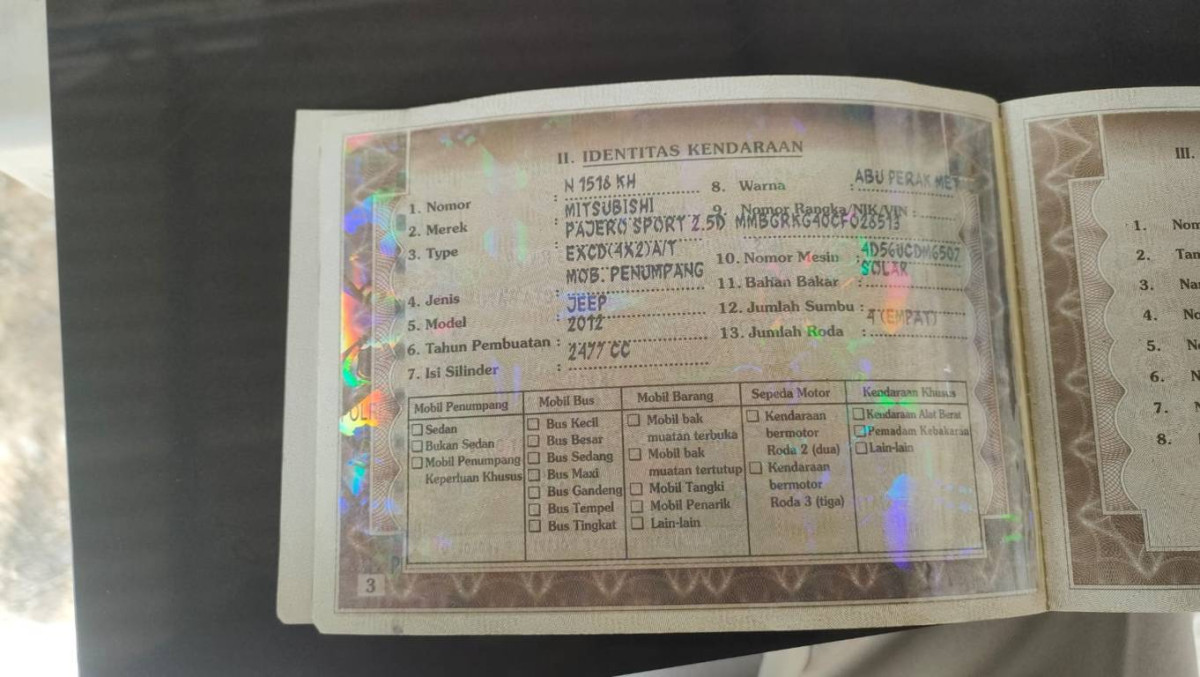 II. IDENTITAS KENDARAAN
1. Nomor : N 1518 KH
2. Merek : MITSUBISHI
3. Type : PAJERO SPORT 2.5D
EXCD(4X2)A/T
4. Jenis : MOB. PENUMPANG
5. Model : JEEP
6. Tahun Pembuatan : 2012
7. Isi Silinder : 2477 CC
8. Warna : ABU PERAK MET
9. Nomor Rangka/NIK/VIN :
MMBGRKG40CF028513
10. Nomor Mesin : 4D56UCDM6507
11. Bahan Bakar : SOLAR
12. Jumlah Sumbu :
13. Jumlah Roda : 4 (EMPAT)
Mobil Penumpang
Sedan
Bukan Sedan
Mobil Penumpang
Keperluan Khusus
Mobil Bus
Bus Kecil
Bus Besar
Bus Sedang
Bus Maxi
Bus Gandeng
Bus Tempel
Bus Tingkat
Mobil Barang
Mobil bak
muatan terbuka
Mobil bak
muatan tertutup
Mobil Tangki
Mobil Penarik
Lain-lain
Sepeda Motor
Kendaraan
bermotor
Roda 2 (dua)
Kendaraan
bermotor
Roda 3 (tiga)
Kendaraan Khusus
Kendaraan Alat Berat
Pemadam Kebakaran
Lain-lain
3
III.
1.
2.
3.
4.
5.
6.
7.
8.